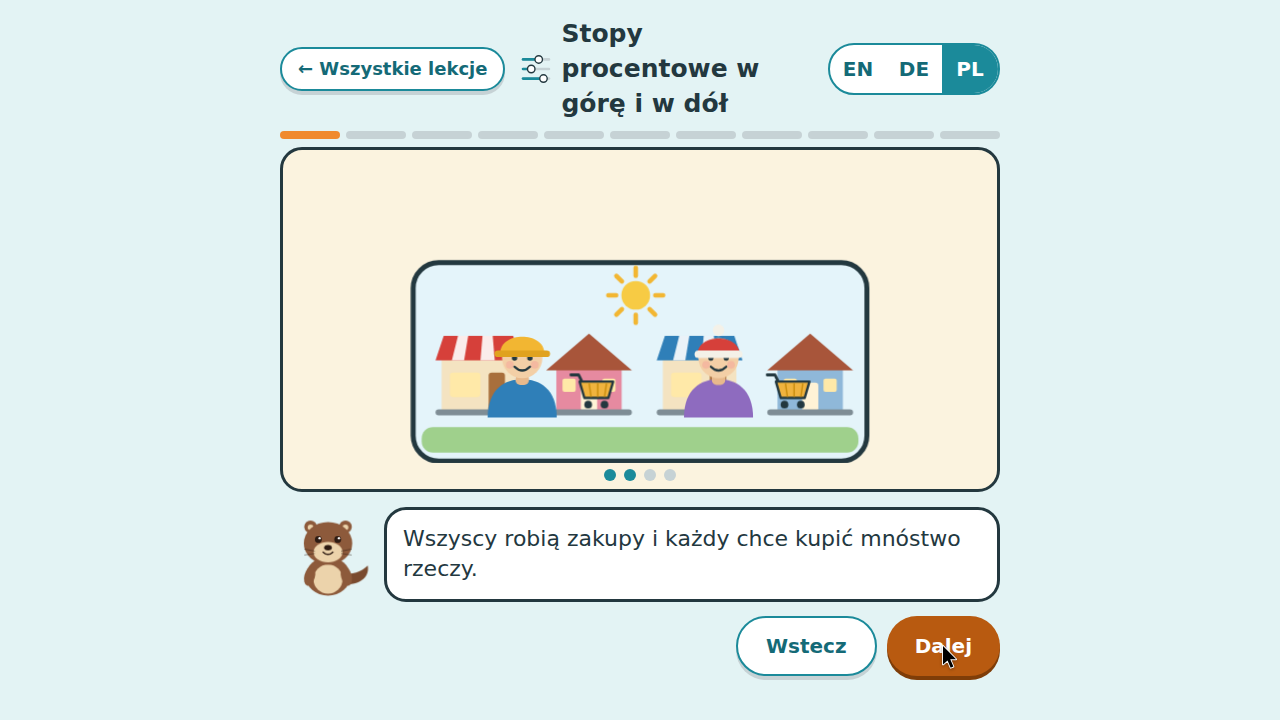 ← Wszystkie lekcje
Stopy
procentowe w
górę i w dół
EN DE PL
Wszyscy robią zakupy i każdy chce kupić mnóstwo
rzeczy.
Wstecz
Dalej